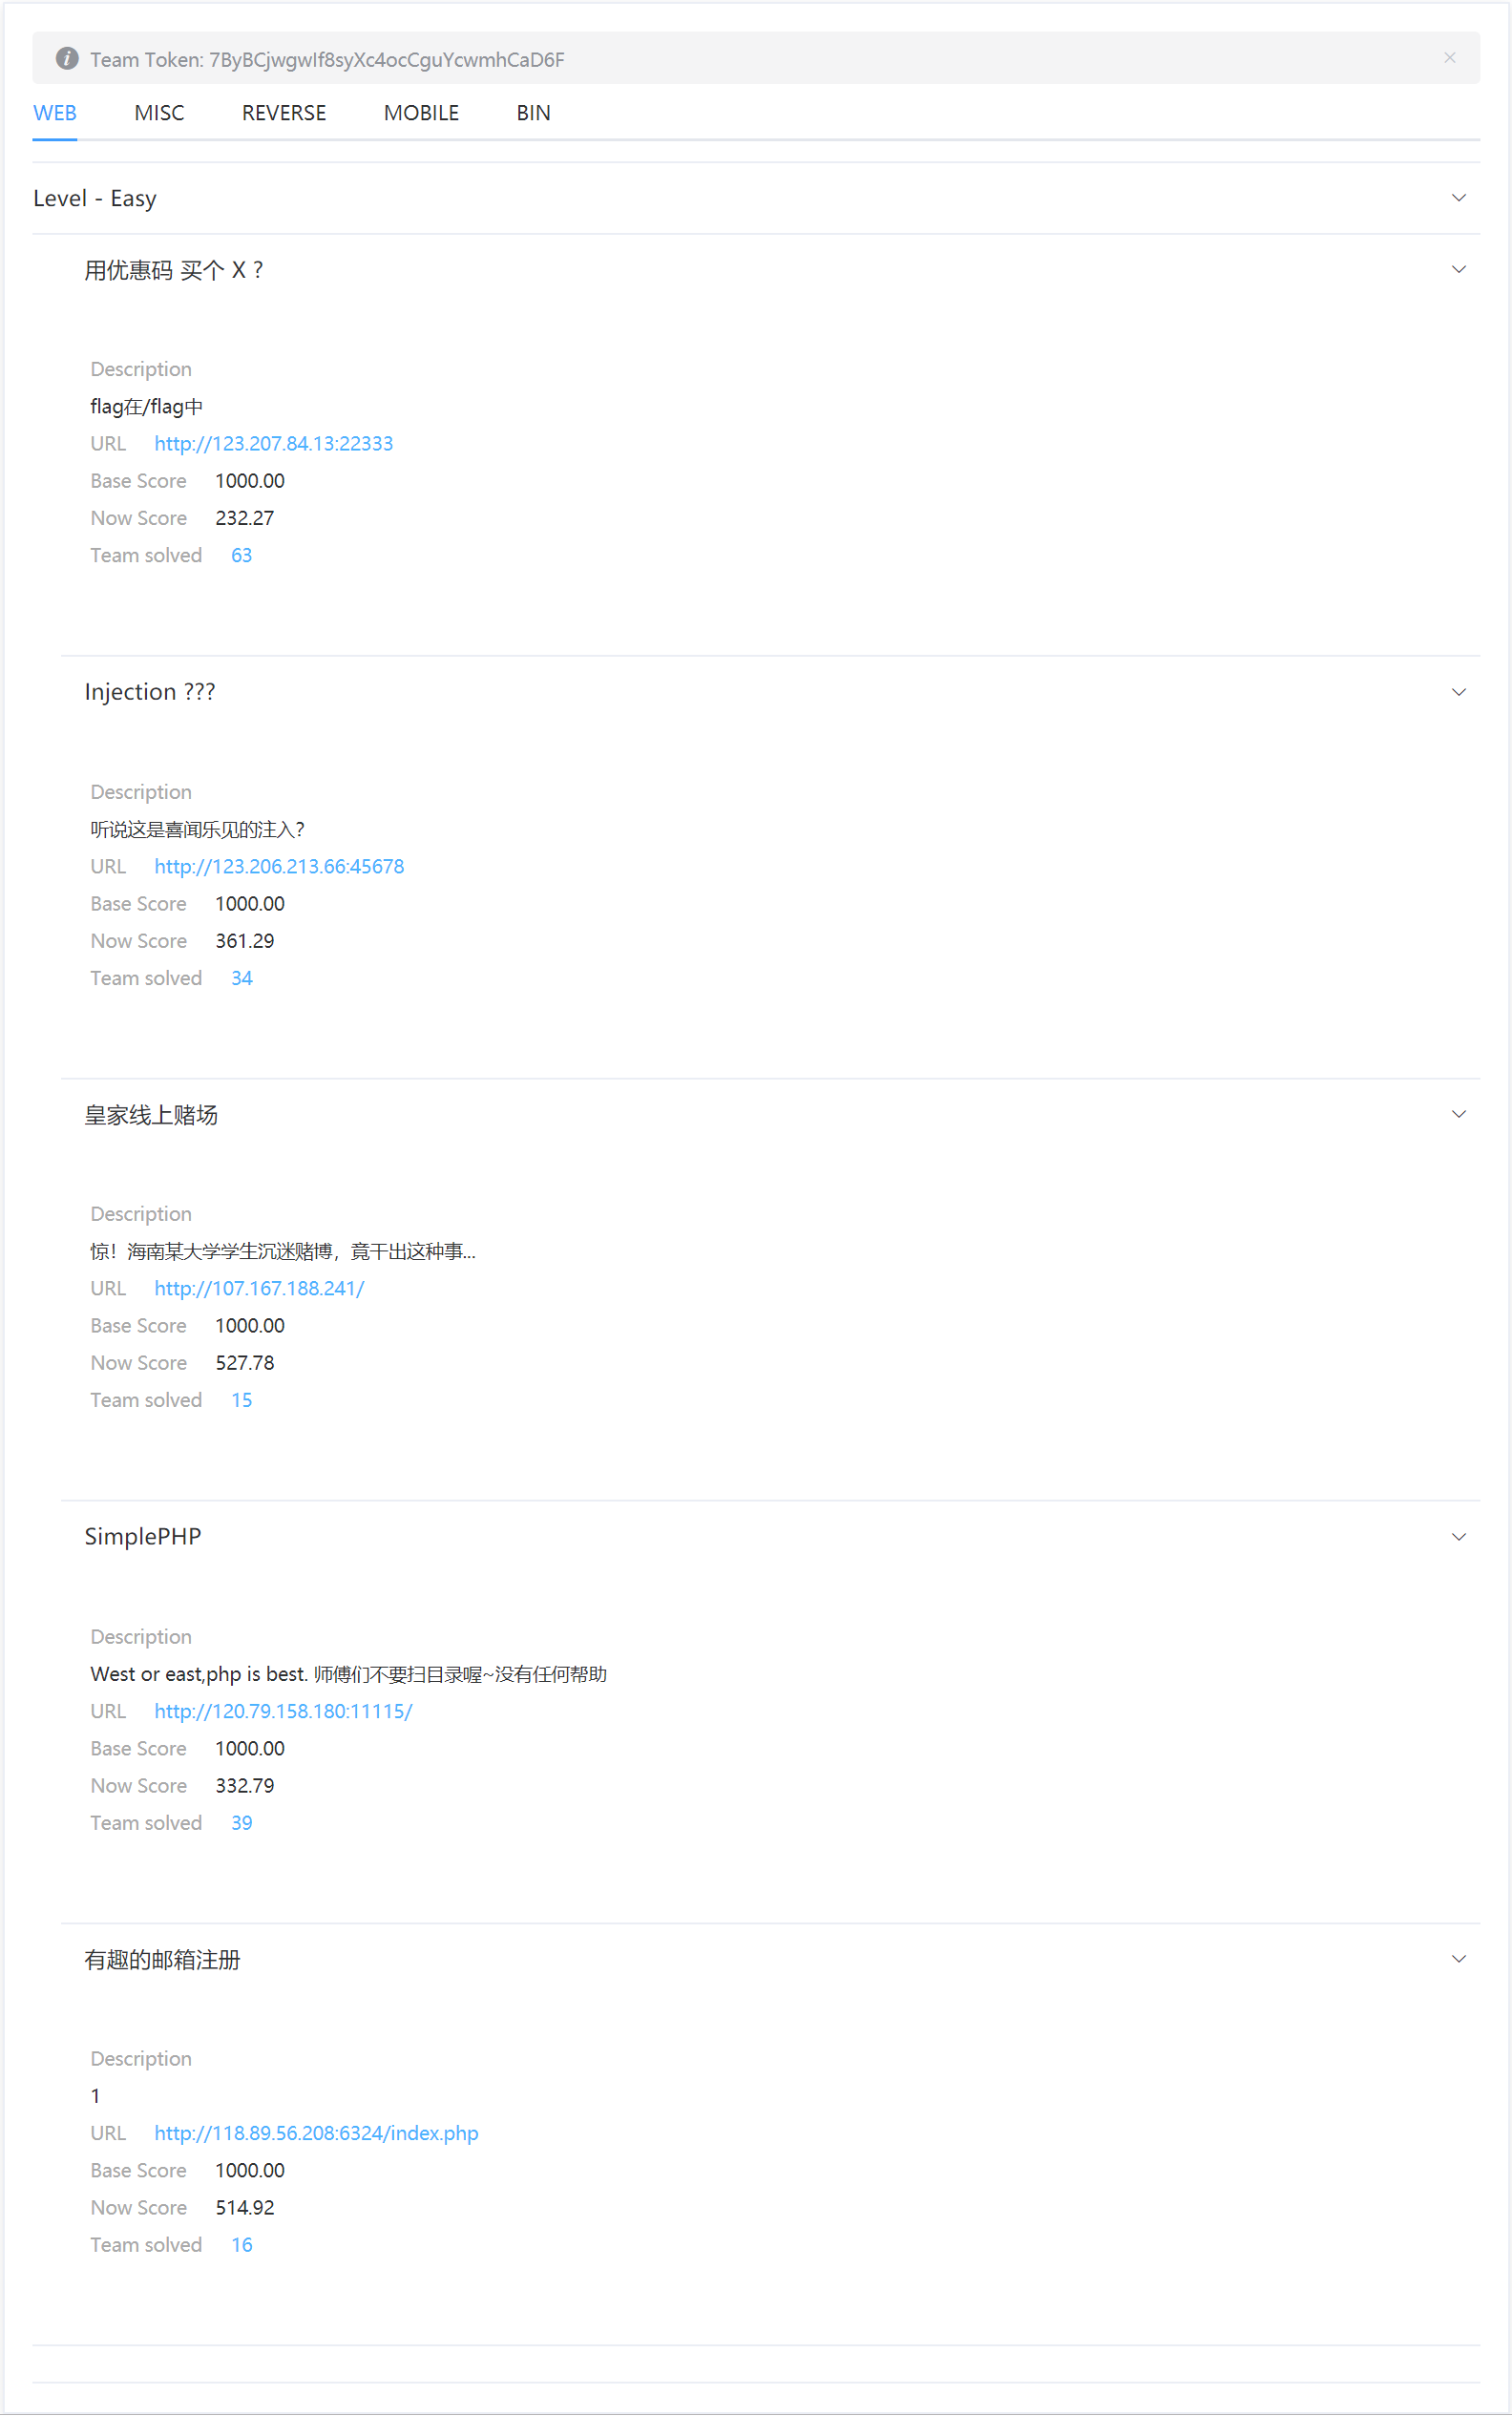 Team Token: 7ByBCjwgwIf8syXc4ocCguYcwmhCaD6F
WEB MISC REVERSE MOBILE BIN
Level - Easy
用优惠码 买个 X ?
Description
flag在/flag中
URL http://123.207.84.13:22333
Base Score 1000.00
Now Score 232.27
Team solved 63
Injection ???
Description
听说这是喜闻乐见的注入?
URL http://123.206.213.66:45678
Base Score 1000.00
Now Score 361.29
Team solved 34
皇家线上赌场
Description
惊！海南某大学学生沉迷赌博，竟干出这种事...
URL http://107.167.188.241/
Base Score 1000.00
Now Score 527.78
Team solved 15
SimplePHP
Description
West or east,php is best. 师傅们不要扫目录喔~没有任何帮助
URL http://120.79.158.180:11115/
Base Score 1000.00
Now Score 332.79
Team solved 39
有趣的邮箱注册
Description
1
URL http://118.89.56.208:6324/index.php
Base Score 1000.00
Now Score 514.92
Team solved 16